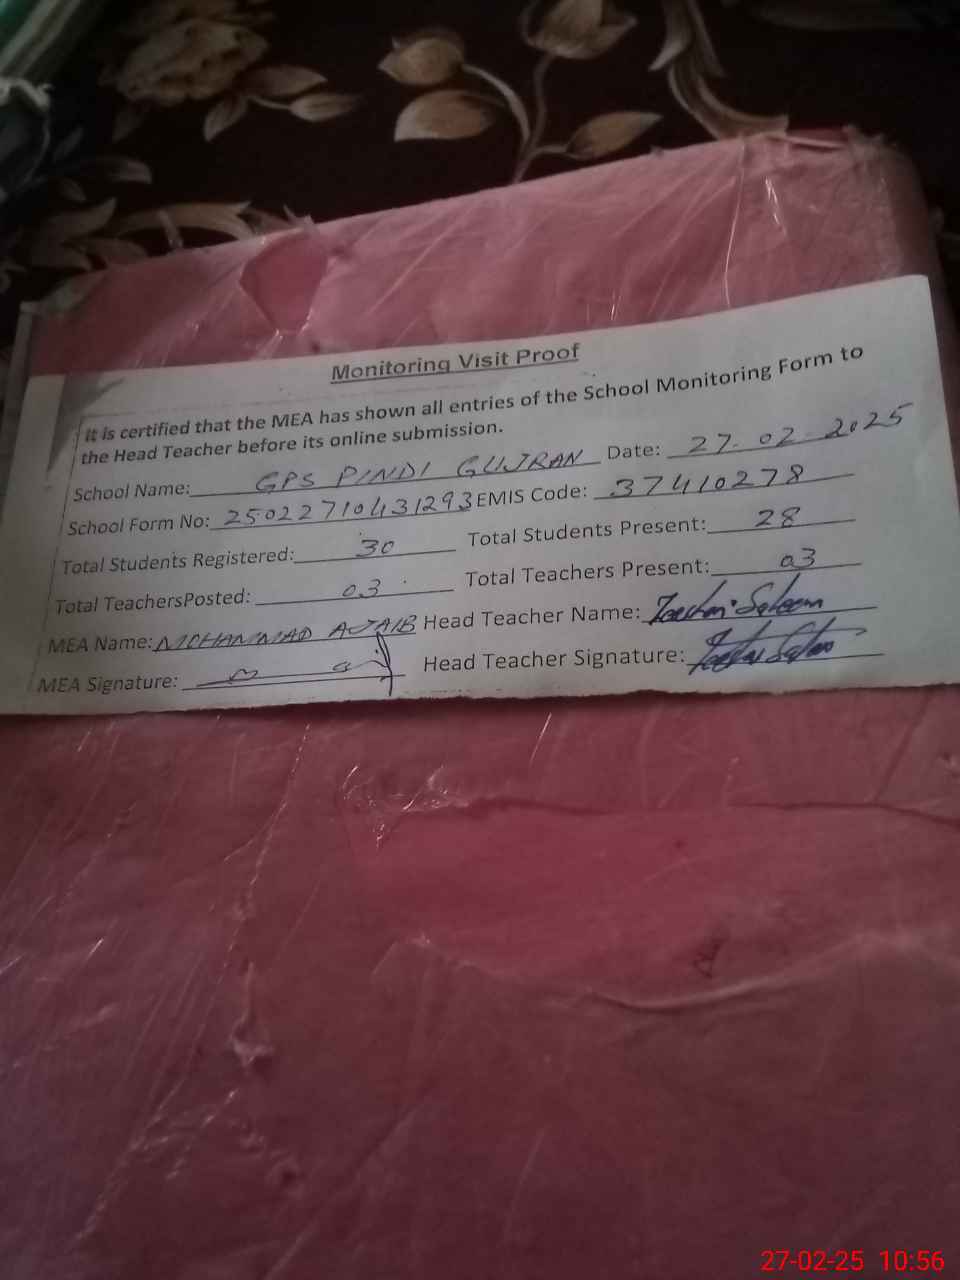 Monitoring Visit Proof
It is certified that the MEA has shown all entries of the School Monitoring Form to
the Head Teacher before its online submission.
School Name: GPS PINDI GUJRAN Date: 27-02-2025
School Form No: 25022710431293 EMIS Code: 37410278
Total Students Registered: 30 Total Students Present: 28
Total TeachersPosted: 03 Total Teachers Present: 03
MEA Name: MOHAMMAD AJAIB Head Teacher Name: Saleem
MEA Signature: Head Teacher Signature:
27-02-25 10:56